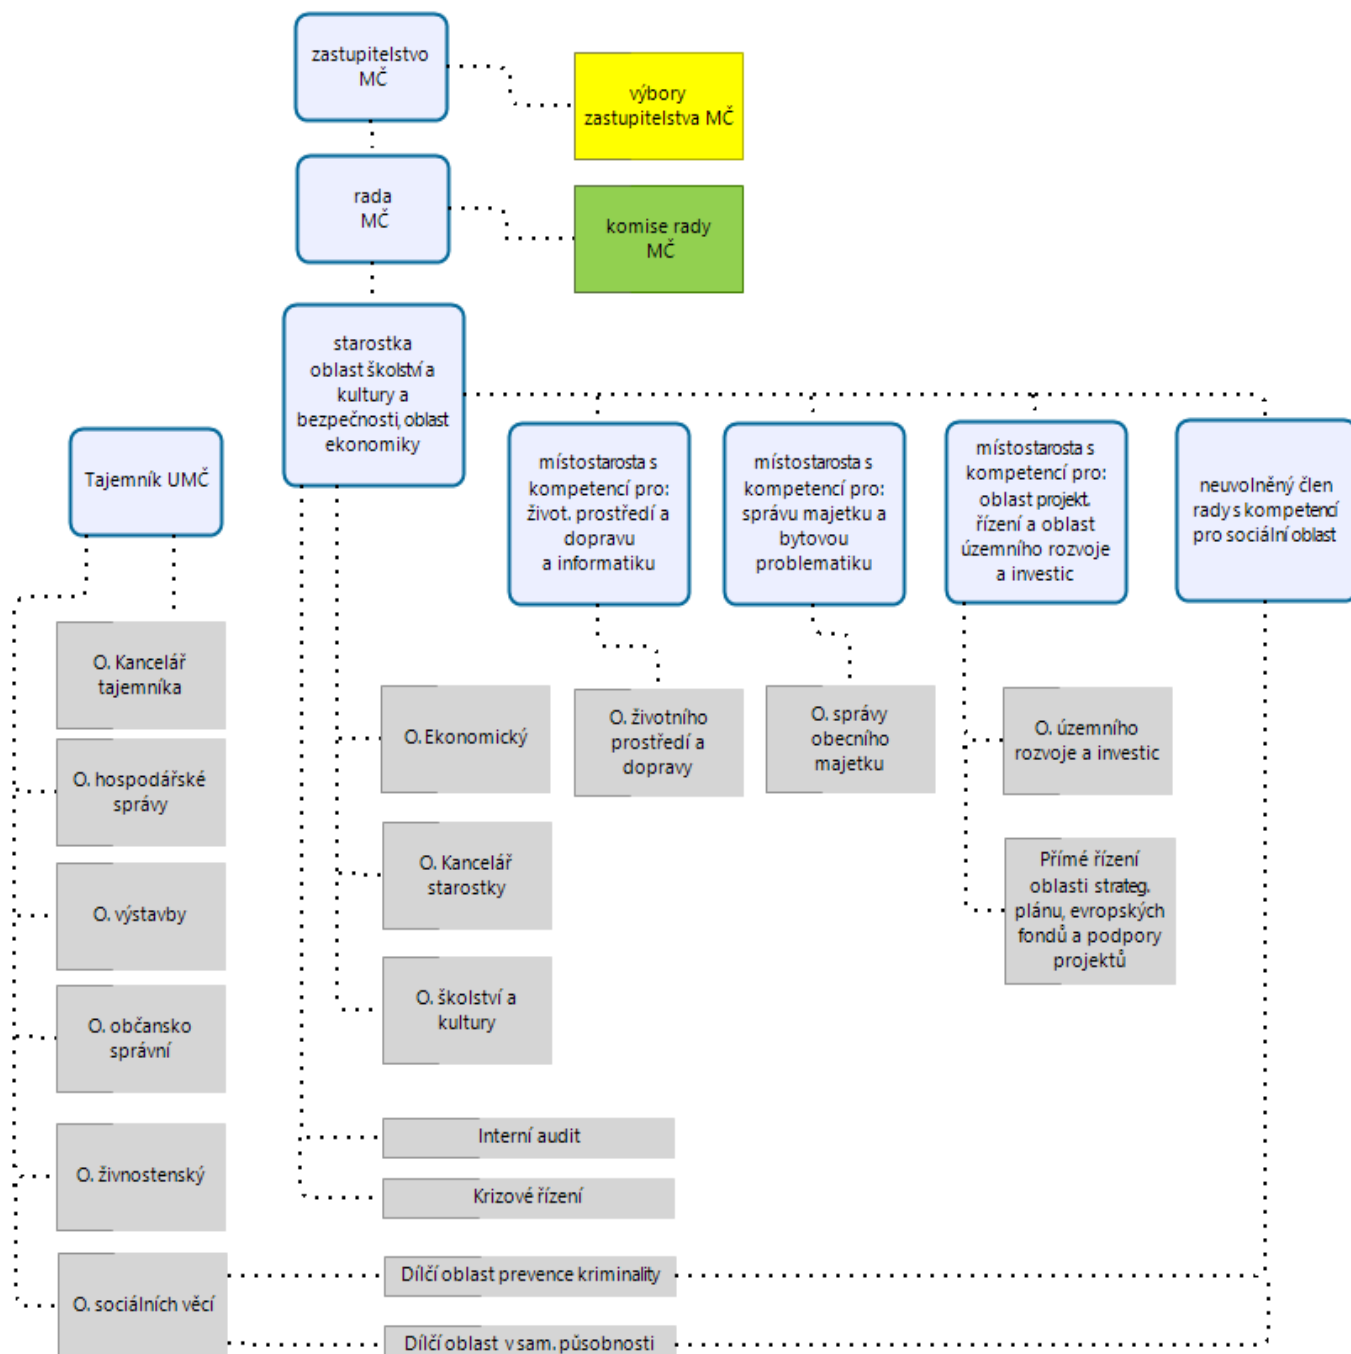 zastupitelstvo
MČ
výbory
zastupitelstva MČ
rada
MČ
komise rady
MČ
starostka
oblast školství a
kultury a
bezpečnosti, oblast
ekonomiky
Tajemník UMČ
místostarosta s
kompetencí pro:
život. prostředí a
dopravu
a informatiku
místostarosta s
kompetencí pro:
správu majetku a
bytovou
problematiku
místostarosta s
kompetencí pro:
oblast projekt.
řízení a oblast
územního rozvoje
a investic
neuvolněný člen
rady s kompetencí
pro sociální oblast
O. Kancelář
tajemníka
O. hospodářské
správy
O. výstavby
O. občansko
správní
O. živnostenský
O. sociálních věcí
O. Ekonomický
O. Kancelář
starostky
O. školství a
kultury
O. životního
prostředí a
dopravy
O. správy
obecního
majetku
O. územního
rozvoje a investic
Přímé řízení
oblasti strateg.
plánu, evropských
fondů a podpory
projektů
Interní audit
Krizové řízení
Dílčí oblast prevence kriminality
Dílčí oblast v sam. působnosti